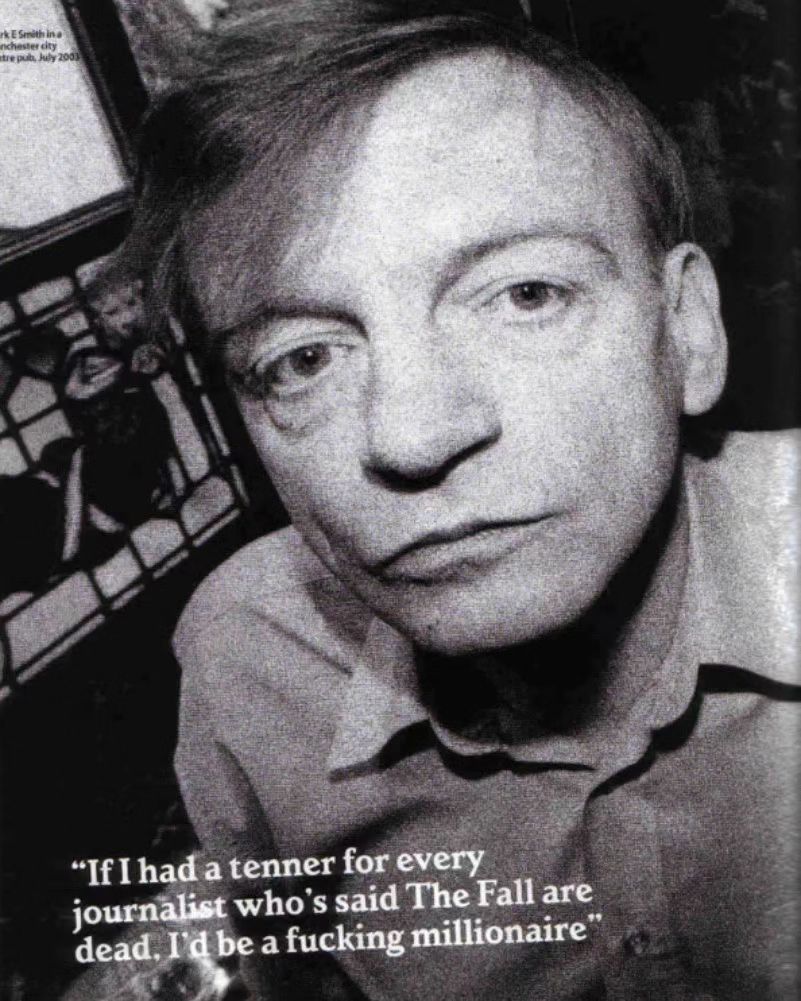 rk E Smith in a
nchester city
tre pub, July 2003
“If I had a tenner for every
journalist who’s said The Fall are
dead, I’d be a fucking millionaire”